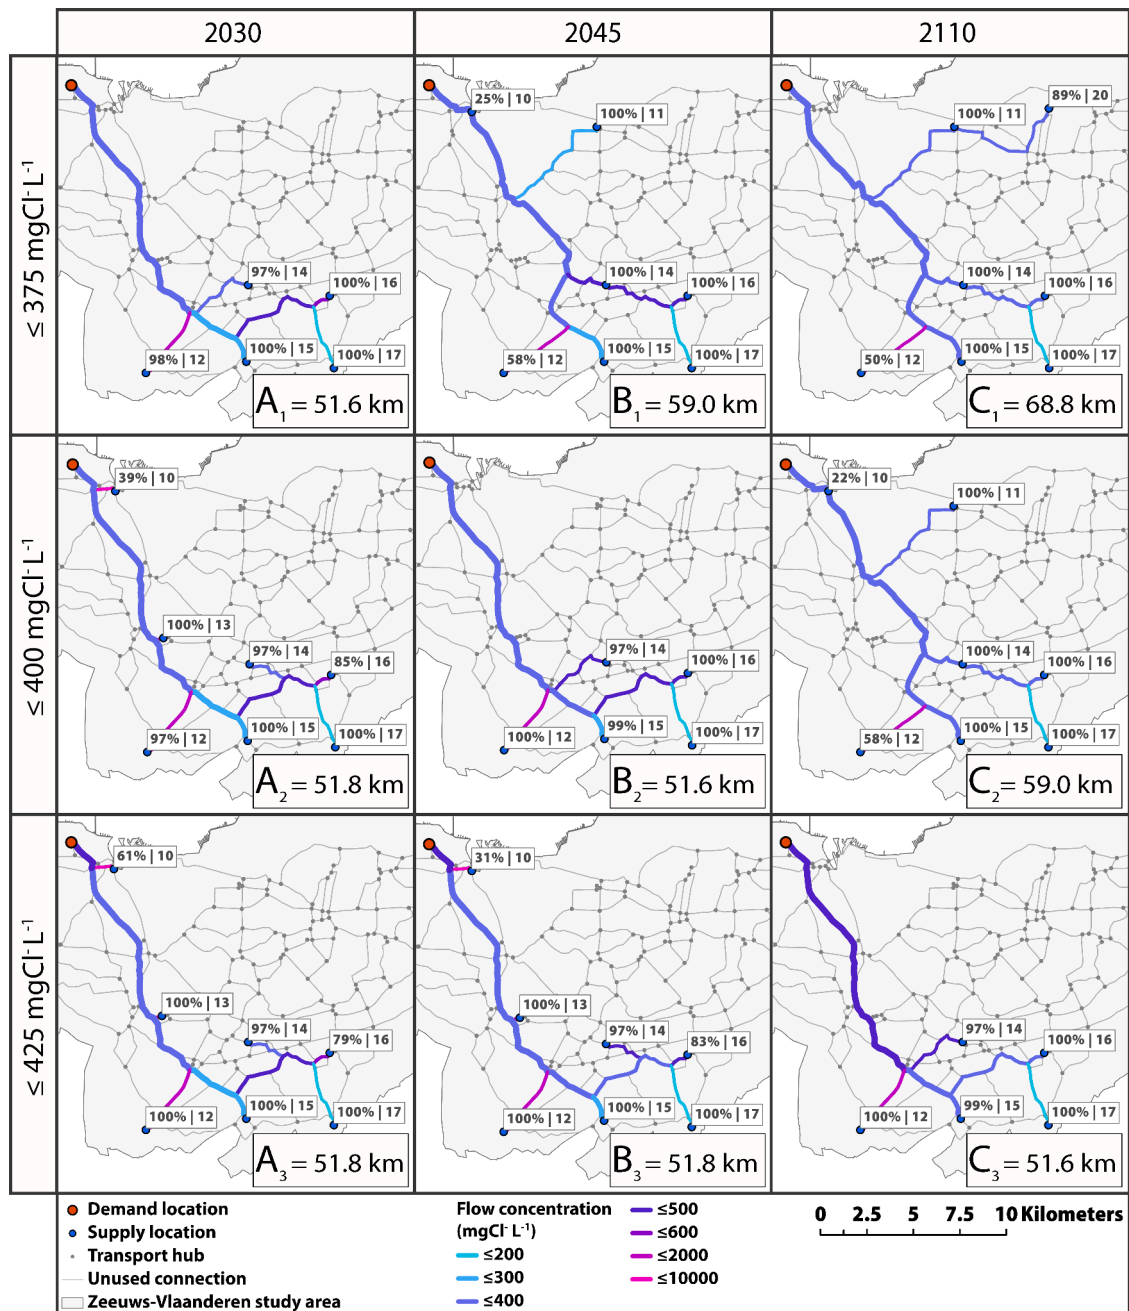 2030 2045 2110
≤ 375 mgCl⁻ L⁻¹
25% | 10
100% | 11
89% | 20
100% | 11
97% | 14
100% | 16
98% | 12
100% | 15
100% | 17
A₁ = 51.6 km
100% | 14
100% | 16
58% | 12
100% | 15
100% | 17
B₁ = 59.0 km
100% | 14
100% | 16
50% | 12
100% | 15
100% | 17
C₁ = 68.8 km
≤ 400 mgCl⁻ L⁻¹
39% | 10
100% | 13
97% | 14
85% | 16
97% | 12
100% | 15
100% | 17
A₂ = 51.8 km
97% | 14
100% | 16
100% | 12
99% | 15
100% | 17
B₂ = 51.6 km
22% | 10
100% | 11
100% | 14
100% | 16
58% | 12
100% | 15
100% | 17
C₂ = 59.0 km
≤ 425 mgCl⁻ L⁻¹
61% | 10
100% | 13
97% | 14
79% | 16
100% | 12
100% | 15
100% | 17
A₃ = 51.8 km
31% | 10
100% | 13
97% | 14
83% | 16
100% | 12
100% | 15
100% | 17
B₃ = 51.8 km
97% | 14
100% | 16
100% | 12
99% | 15
100% | 17
C₃ = 51.6 km
Demand location
Supply location
Transport hub
Unused connection
Zeeuws-Vlaanderen study area
Flow concentration
(mgCl⁻ L⁻¹)
≤200
≤300
≤400
≤500
≤600
≤2000
≤10000
0 2.5 5 7.5 10 Kilometers